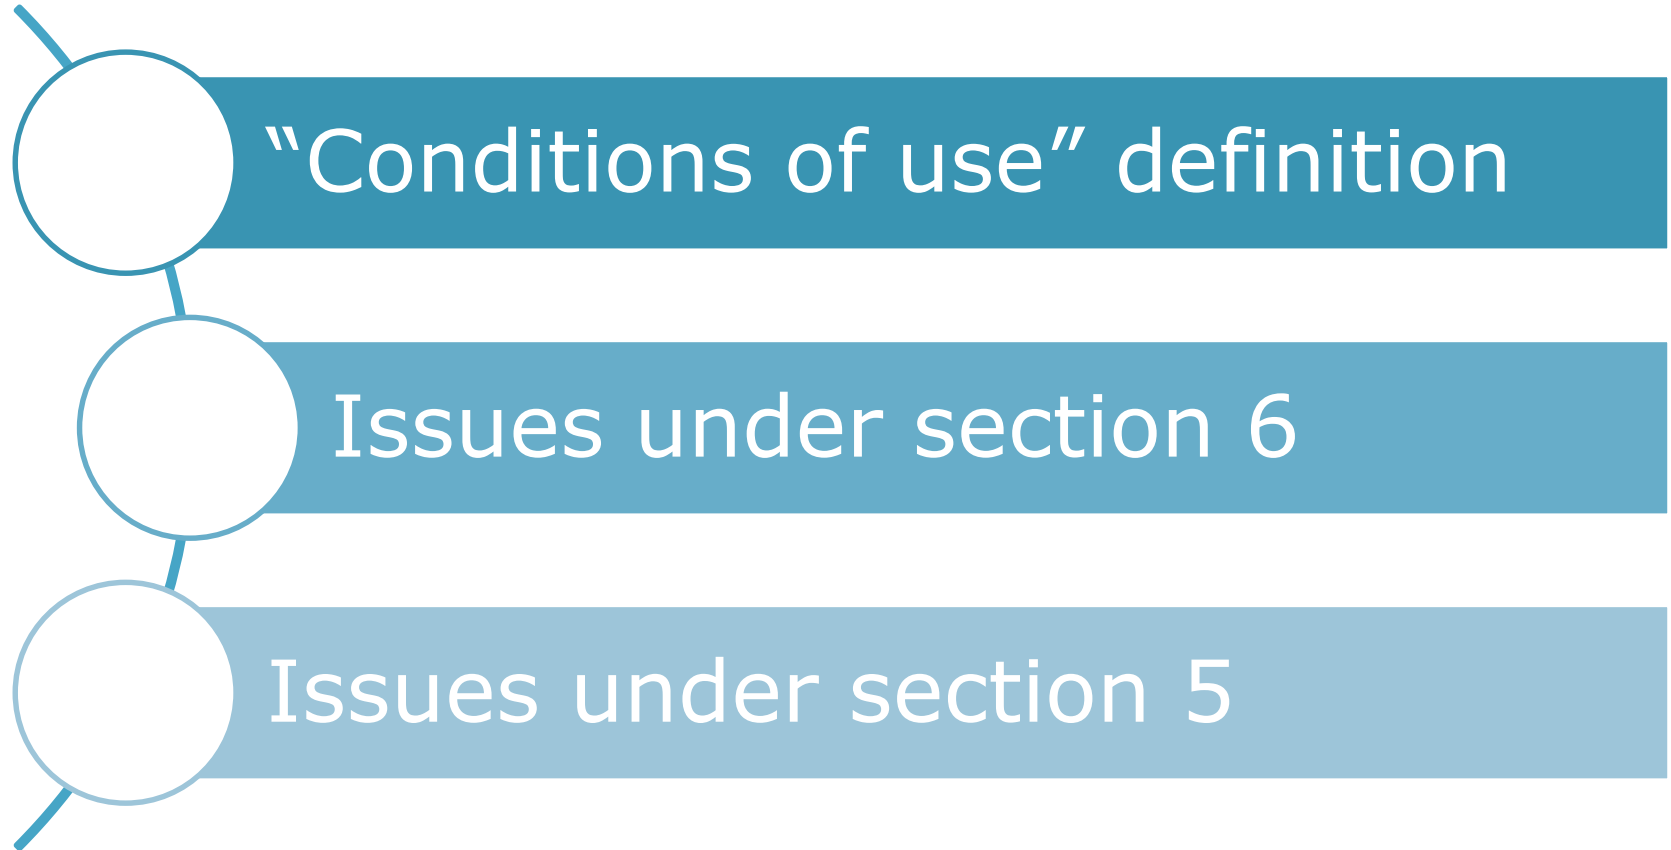 “Conditions of use” definition
Issues under section 6
Issues under section 5